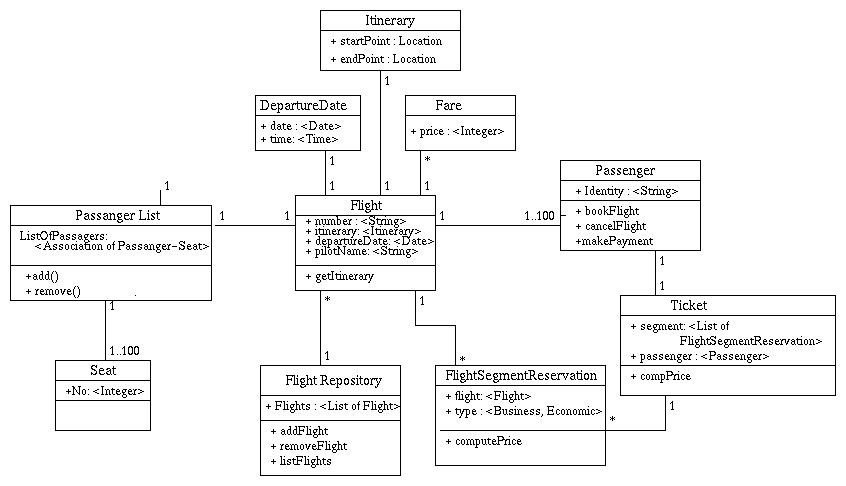 Itinerary
+ startPoint : Location
+ endPoint : Location
1
DepartureDate
+ date : <Date>
+ time: <Time>
1
Fare
+ price : <Integer>
*
1
1
1
Passenger
+ Identity : <String>
+ bookFlight
+ cancelFlight
+makePayment
1
1
Passanger List
ListOfPassagers:
<Association of Passanger-Seat>
+add()
+ remove()
1
1
Flight
+ number : <String>
+ itinerary: <Itinerary>
+ departureDate: <Date>
+ pilotName: <String>
+ getItinerary
1
1..100
1
Ticket
+ segment: <List of
FlightSegmentReservation>
+ passenger : <Passenger>
+ compPrice
1
1
1..100
Seat
+No: <Integer>
*
1
Flight Repository
+ Flights : <List of Flight>
+ addFlight
+ removeFlight
+ listFlights
1
*
FlightSegmentReservation
+ flight: <Flight>
+ type : <Business, Economic>
+ computePrice
*